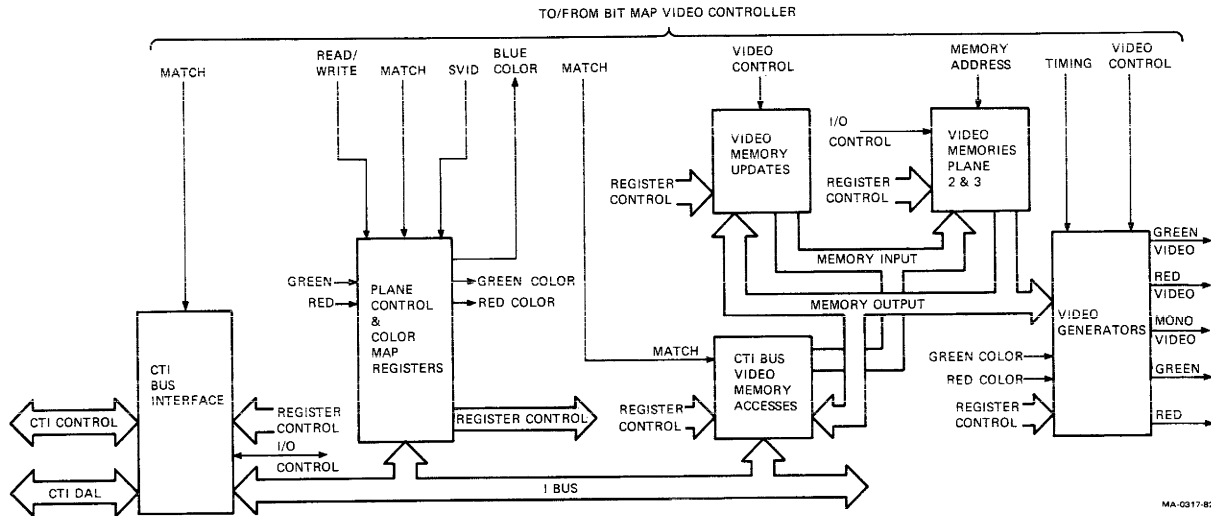 TO/FROM BIT MAP VIDEO CONTROLLER
MATCH
READ/
WRITE
MATCH
SVID
BLUE
COLOR
MATCH
VIDEO
CONTROL
MEMORY
ADDRESS
TIMING
VIDEO
CONTROL
VIDEO
MEMORY
UPDATES
REGISTER
CONTROL
I/O
CONTROL
VIDEO
MEMORIES
PLANE
2 & 3
REGISTER
CONTROL
MEMORY INPUT
MEMORY OUTPUT
GREEN
RED
PLANE
CONTROL
&
COLOR
MAP
REGISTERS
GREEN COLOR
RED COLOR
REGISTER CONTROL
CTI
BUS
INTERFACE
CTI CONTROL
CTI DAL
REGISTER
CONTROL
I/O
CONTROL
I BUS
MATCH
CTI BUS
VIDEO
MEMORY
ACCESSES
REGISTER
CONTROL
VIDEO
GENERATORS
GREEN COLOR
RED COLOR
REGISTER
CONTROL
GREEN
VIDEO
RED
VIDEO
MONO
VIDEO
GREEN
RED
MA-0317-82